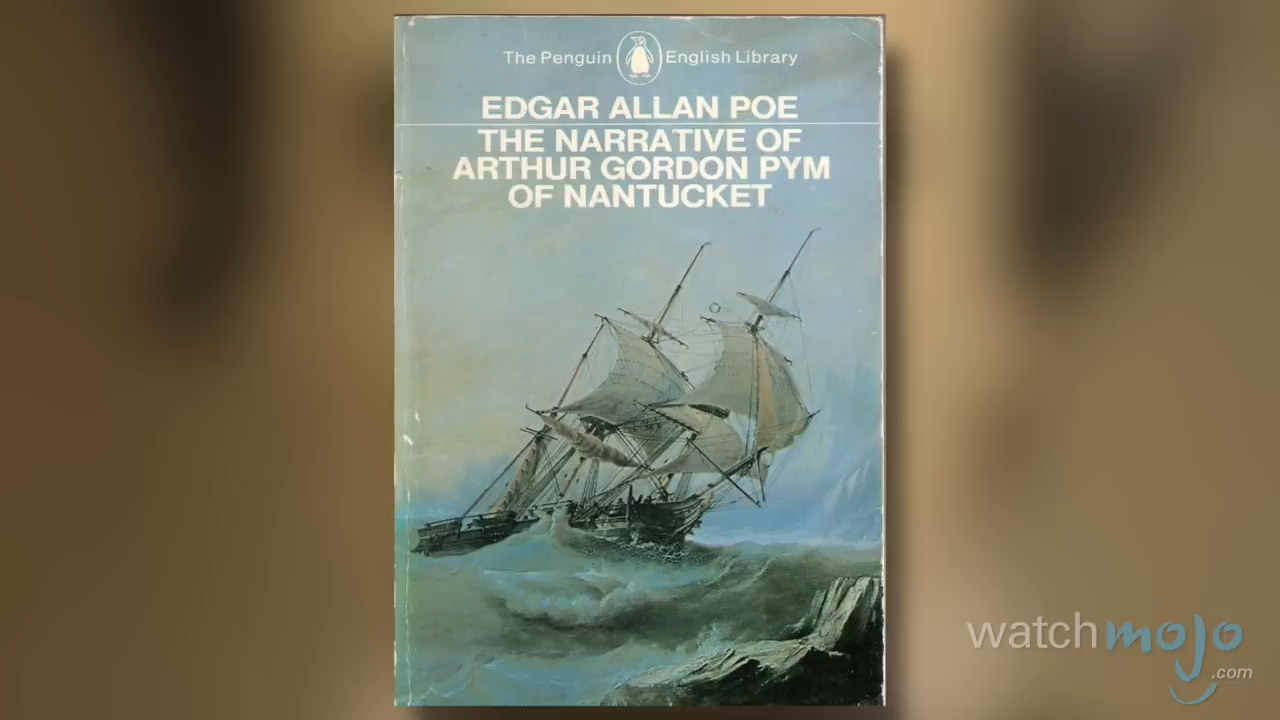 The Penguin English Library
EDGAR ALLAN POE
THE NARRATIVE OF
ARTHUR GORDON PYM
OF NANTUCKET
watchmojo
.com